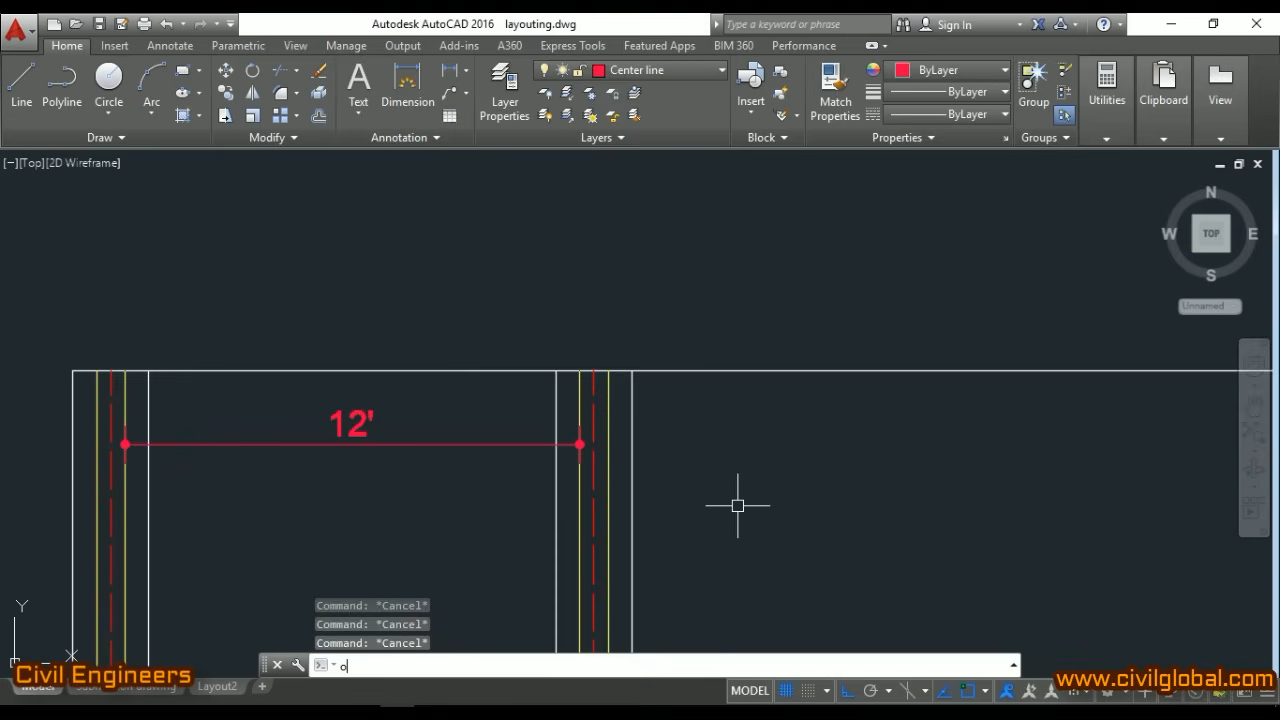 Autodesk AutoCAD 2016 layouting.dwg
Type a keyword or phrase
Sign In
Home Insert Annotate Parametric View Manage Output Add-ins A360 Express Tools Featured Apps BIM 360 Performance
Line Polyline Circle Arc
Text Dimension
Layer Properties
Center line
Insert
Match Properties
ByLayer
ByLayer
ByLayer
Group
Utilities
Clipboard
View
Draw
Modify
Annotation
Layers
Block
Properties
Groups
[−][Top][2D Wireframe]
N
W TOP E
S
Unnamed
12'
Command: *Cancel*
Command: *Cancel*
Command: *Cancel*
Y
X
o
Civil Engineers
www.civilglobal.com
Model
Layout2
MODEL